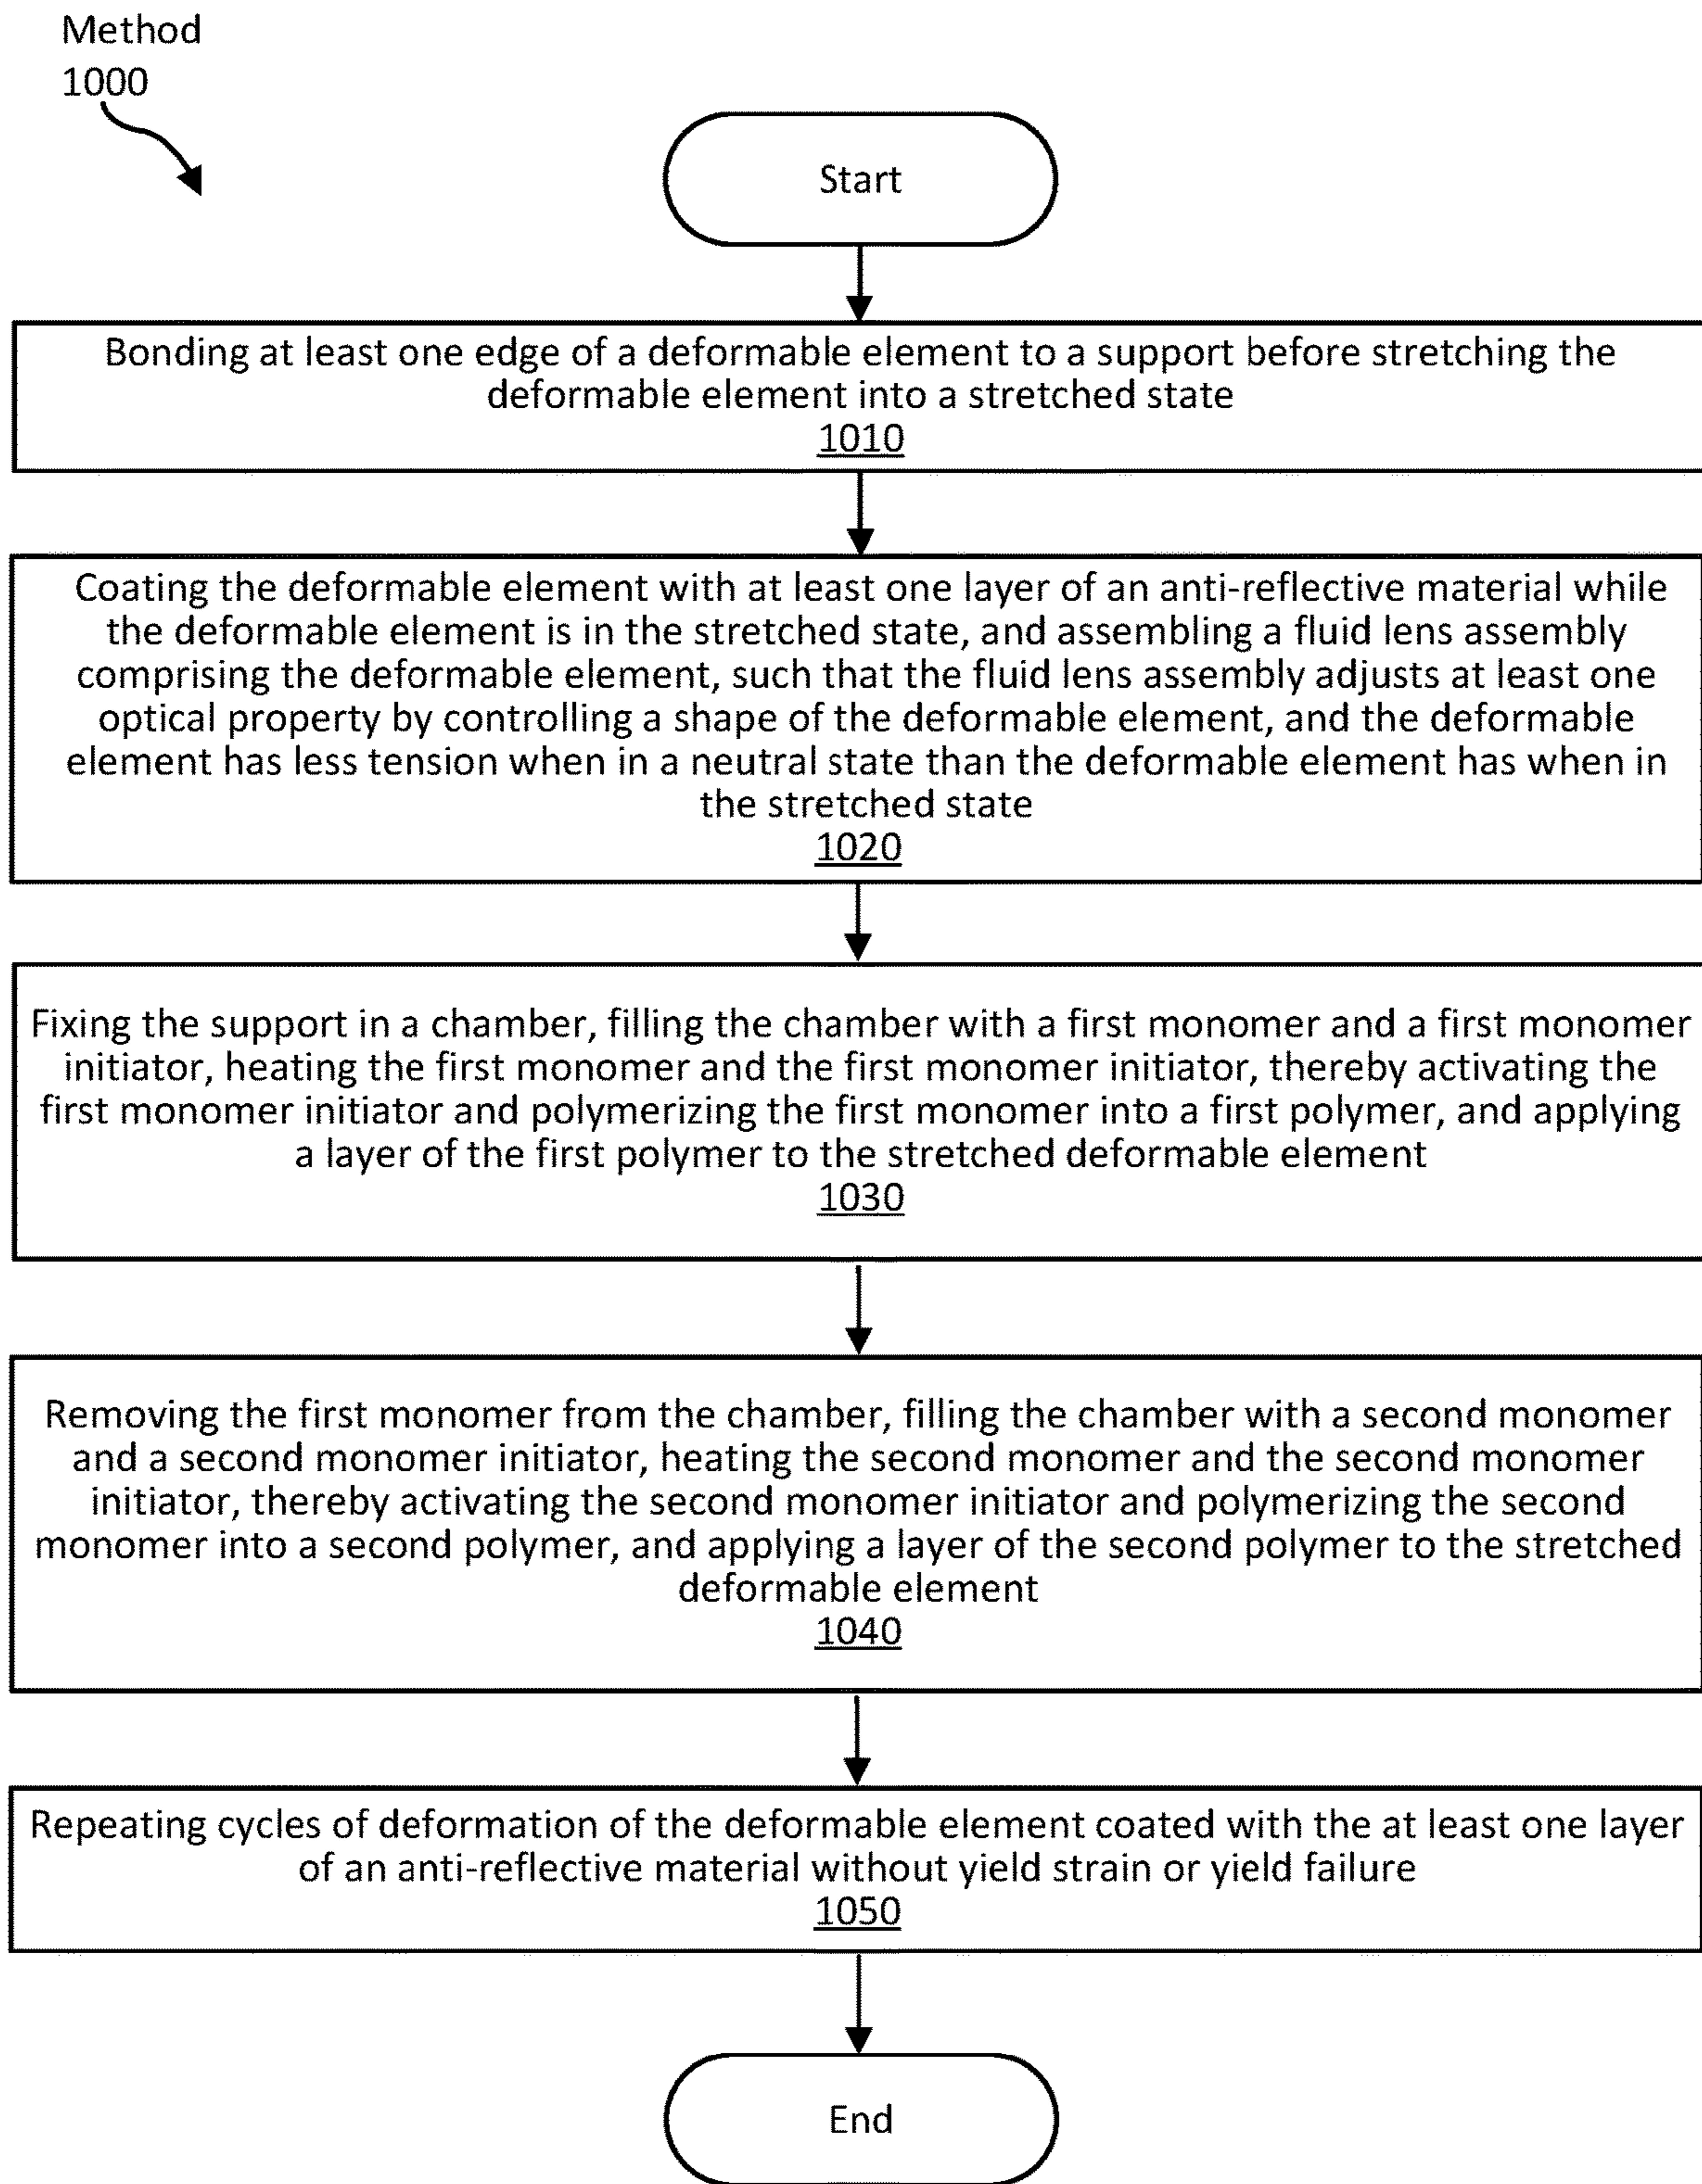 Method
1000
Start
Bonding at least one edge of a deformable element to a support before stretching the
deformable element into a stretched state
1010
Coating the deformable element with at least one layer of an anti-reflective material while
the deformable element is in the stretched state, and assembling a fluid lens assembly
comprising the deformable element, such that the fluid lens assembly adjusts at least one
optical property by controlling a shape of the deformable element, and the deformable
element has less tension when in a neutral state than the deformable element has when in
the stretched state
1020
Fixing the support in a chamber, filling the chamber with a first monomer and a first monomer
initiator, heating the first monomer and the first monomer initiator, thereby activating the
first monomer initiator and polymerizing the first monomer into a first polymer, and applying
a layer of the first polymer to the stretched deformable element
1030
Removing the first monomer from the chamber, filling the chamber with a second monomer
and a second monomer initiator, heating the second monomer and the second monomer
initiator, thereby activating the second monomer initiator and polymerizing the second
monomer into a second polymer, and applying a layer of the second polymer to the stretched
deformable element
1040
Repeating cycles of deformation of the deformable element coated with the at least one layer
of an anti-reflective material without yield strain or yield failure
1050
End